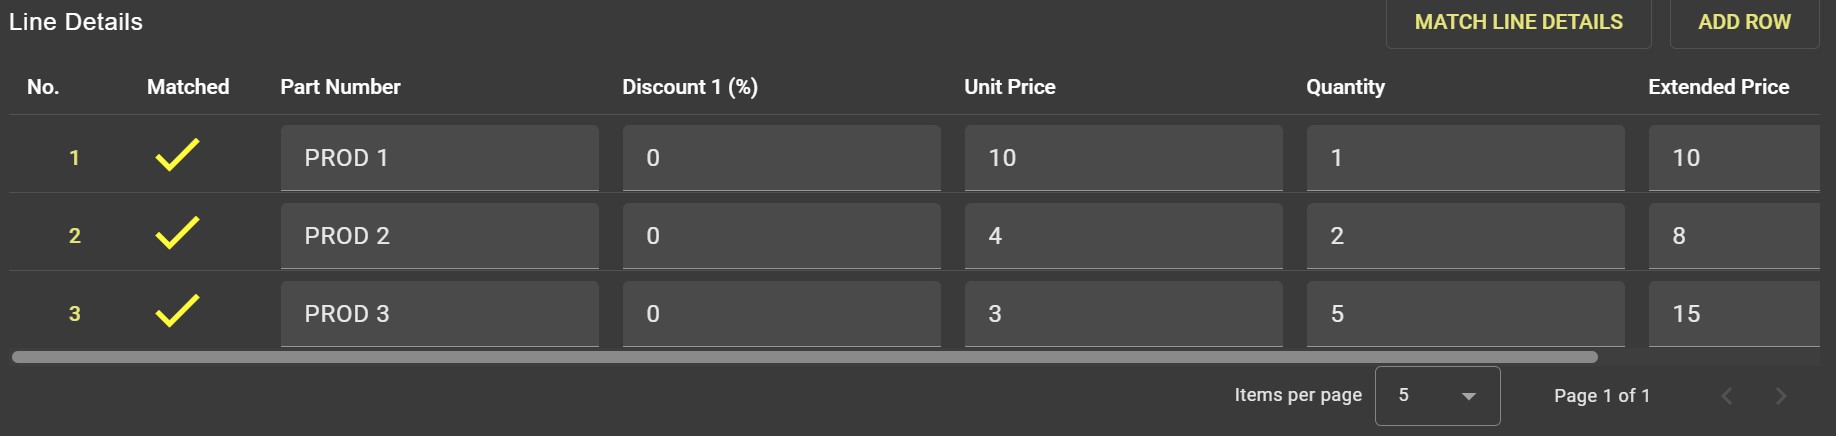 Line Details MATCH LINE DETAILS ADD ROW
No. Matched Part Number Discount 1 (%) Unit Price Quantity Extended Price
1 PROD 1 0 10 1 10
2 PROD 2 0 4 2 8
3 PROD 3 0 3 5 15
Items per page 5 Page 1 of 1